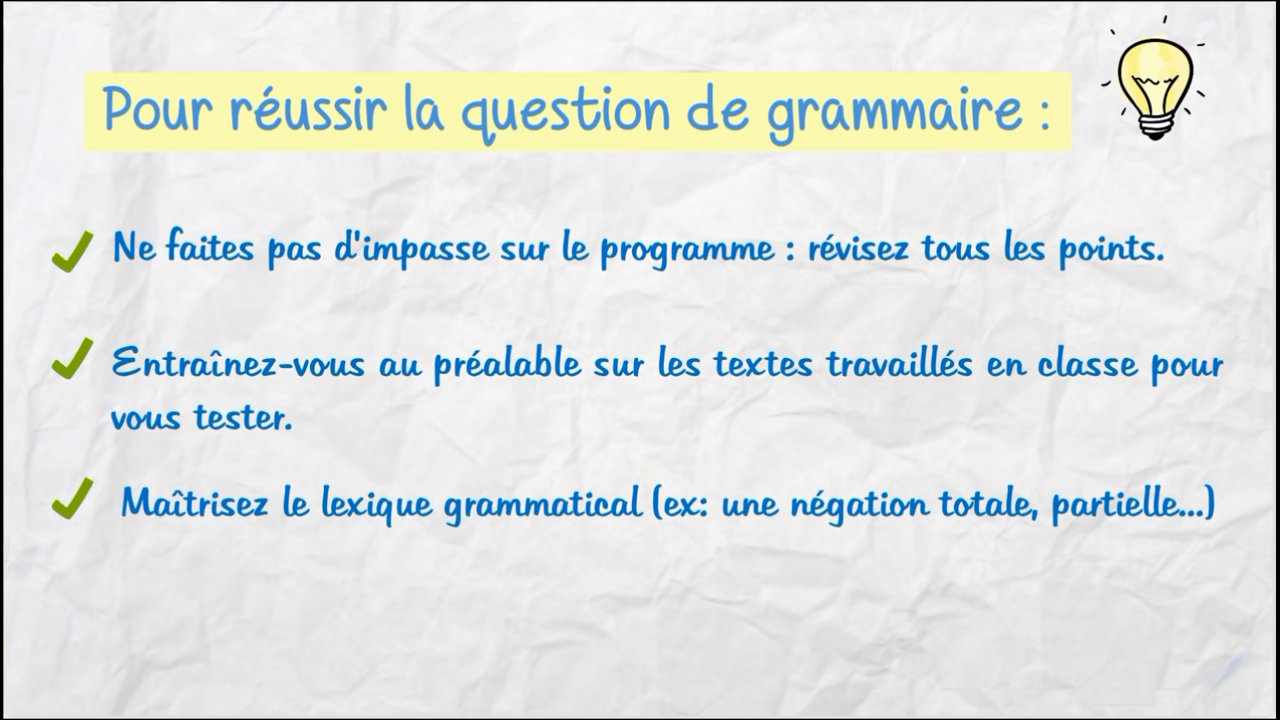 Pour réussir la question de grammaire :
Ne faites pas d'impasse sur le programme : révisez tous les points.
Entraînez-vous au préalable sur les textes travaillés en classe pour
vous tester.
Maîtrisez le lexique grammatical (ex: une négation totale, partielle...)